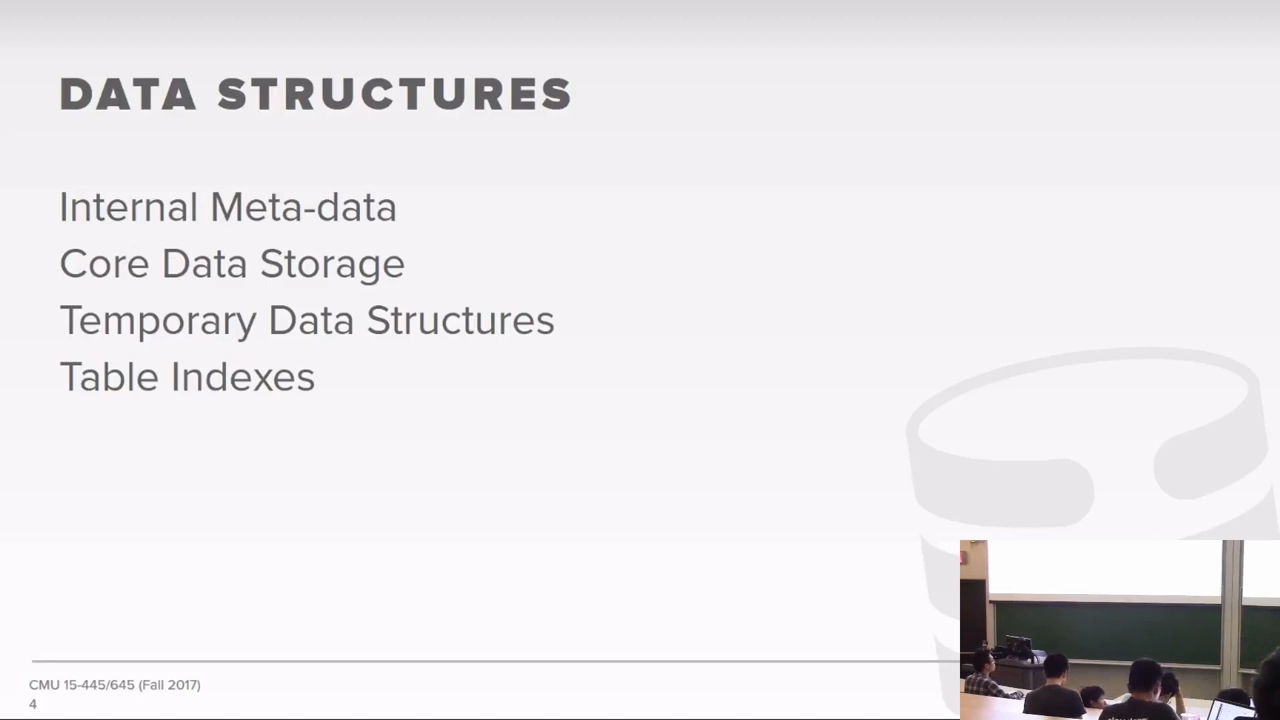 DATA STRUCTURES
Internal Meta-data
Core Data Storage
Temporary Data Structures
Table Indexes
CMU 15-445/645 (Fall 2017)
4